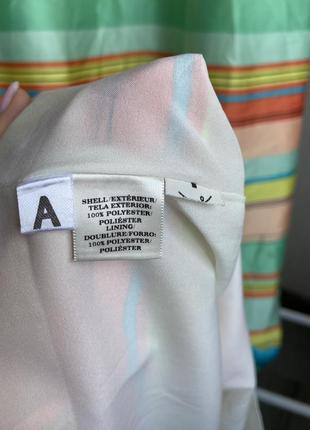 A
SHELL/EXTÉRIEUR/
TELA EXTERIOR:
100% POLYESTER/
POLIÉSTER
LINING/
DOUBLURE/FORRO:
100% POLYESTER/
POLIÉSTER